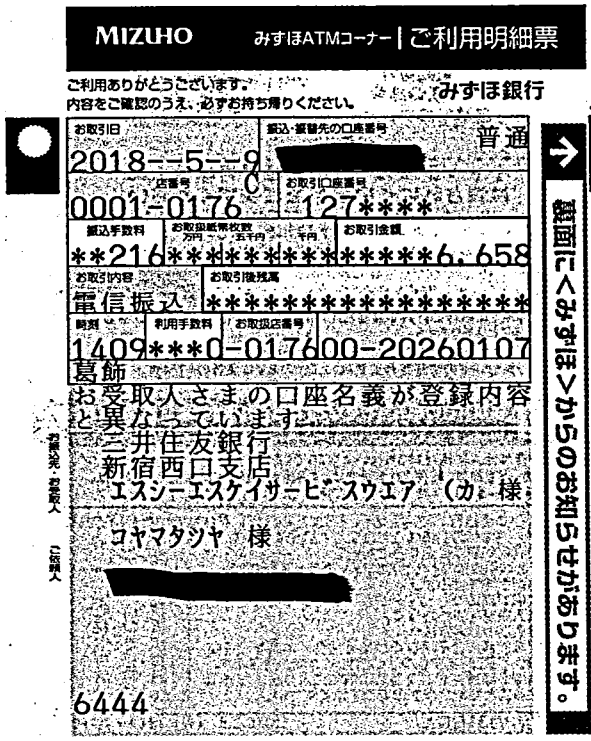 MIZUHO みずほATMコーナー ご利用明細票
ご利用ありがとうございます。
内容をご確認のうえ、必ずお持ち帰りください。
みずほ銀行
お取引日 振込・振替先の口座番号
2018--5--9 普通
店番号 お取引口座番号
0001-0176 C 127****
振込手数料 お取扱紙幣枚数 万円 五千円 千円 お取引金額
**216*************6,658
お取引内容 お取引後残高
電信振込 *****************
時刻 利用手数料 お取扱店番号
1409***0-017600-20260107
葛飾
お受取人さまの口座名義が登録内容
と異なっています
三井住友銀行
新宿西口支店
エスシーエスケイサービスウエア (カ. 様
お振込先・お受取人
コヤマタツヤ 様
ご依頼人
6444
裏面に<みずほ>からのお知らせがあります。